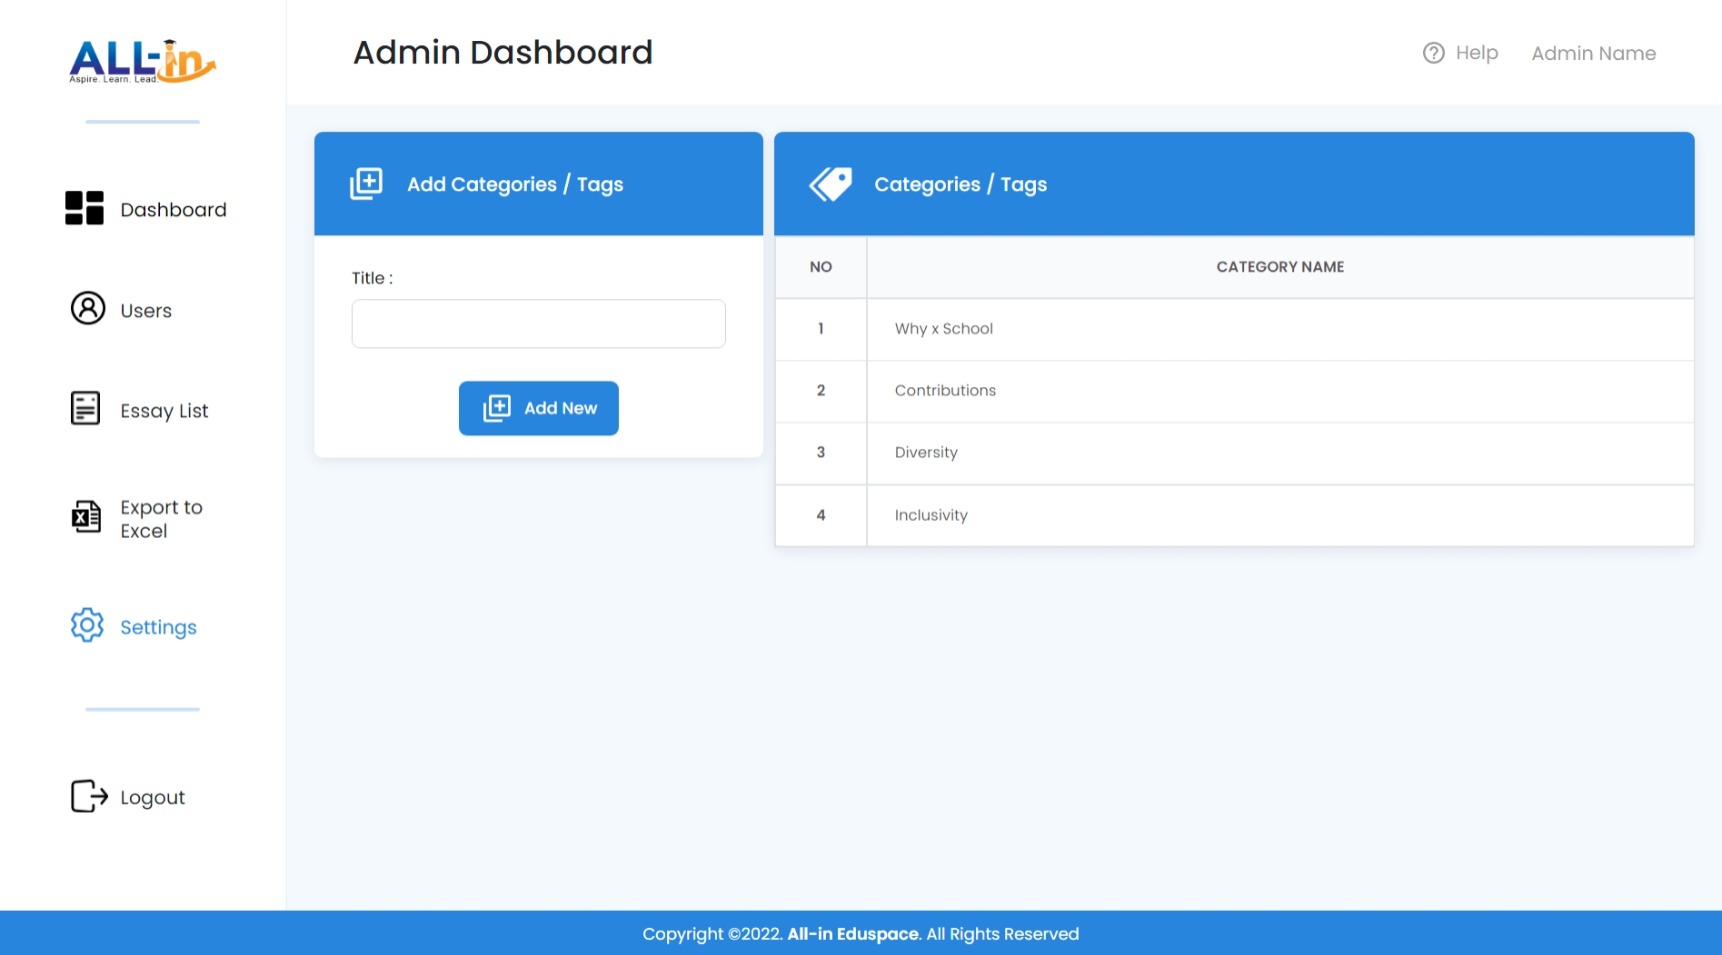 ALL-in
Aspire. Learn. Lead.
Admin Dashboard
Help
Admin Name
Dashboard
Users
Essay List
Export to
Excel
Settings
Logout
Add Categories / Tags
Title :
Add New
Categories / Tags
NO CATEGORY NAME
1 Why x School
2 Contributions
3 Diversity
4 Inclusivity
Copyright ©2022. All-in Eduspace. All Rights Reserved